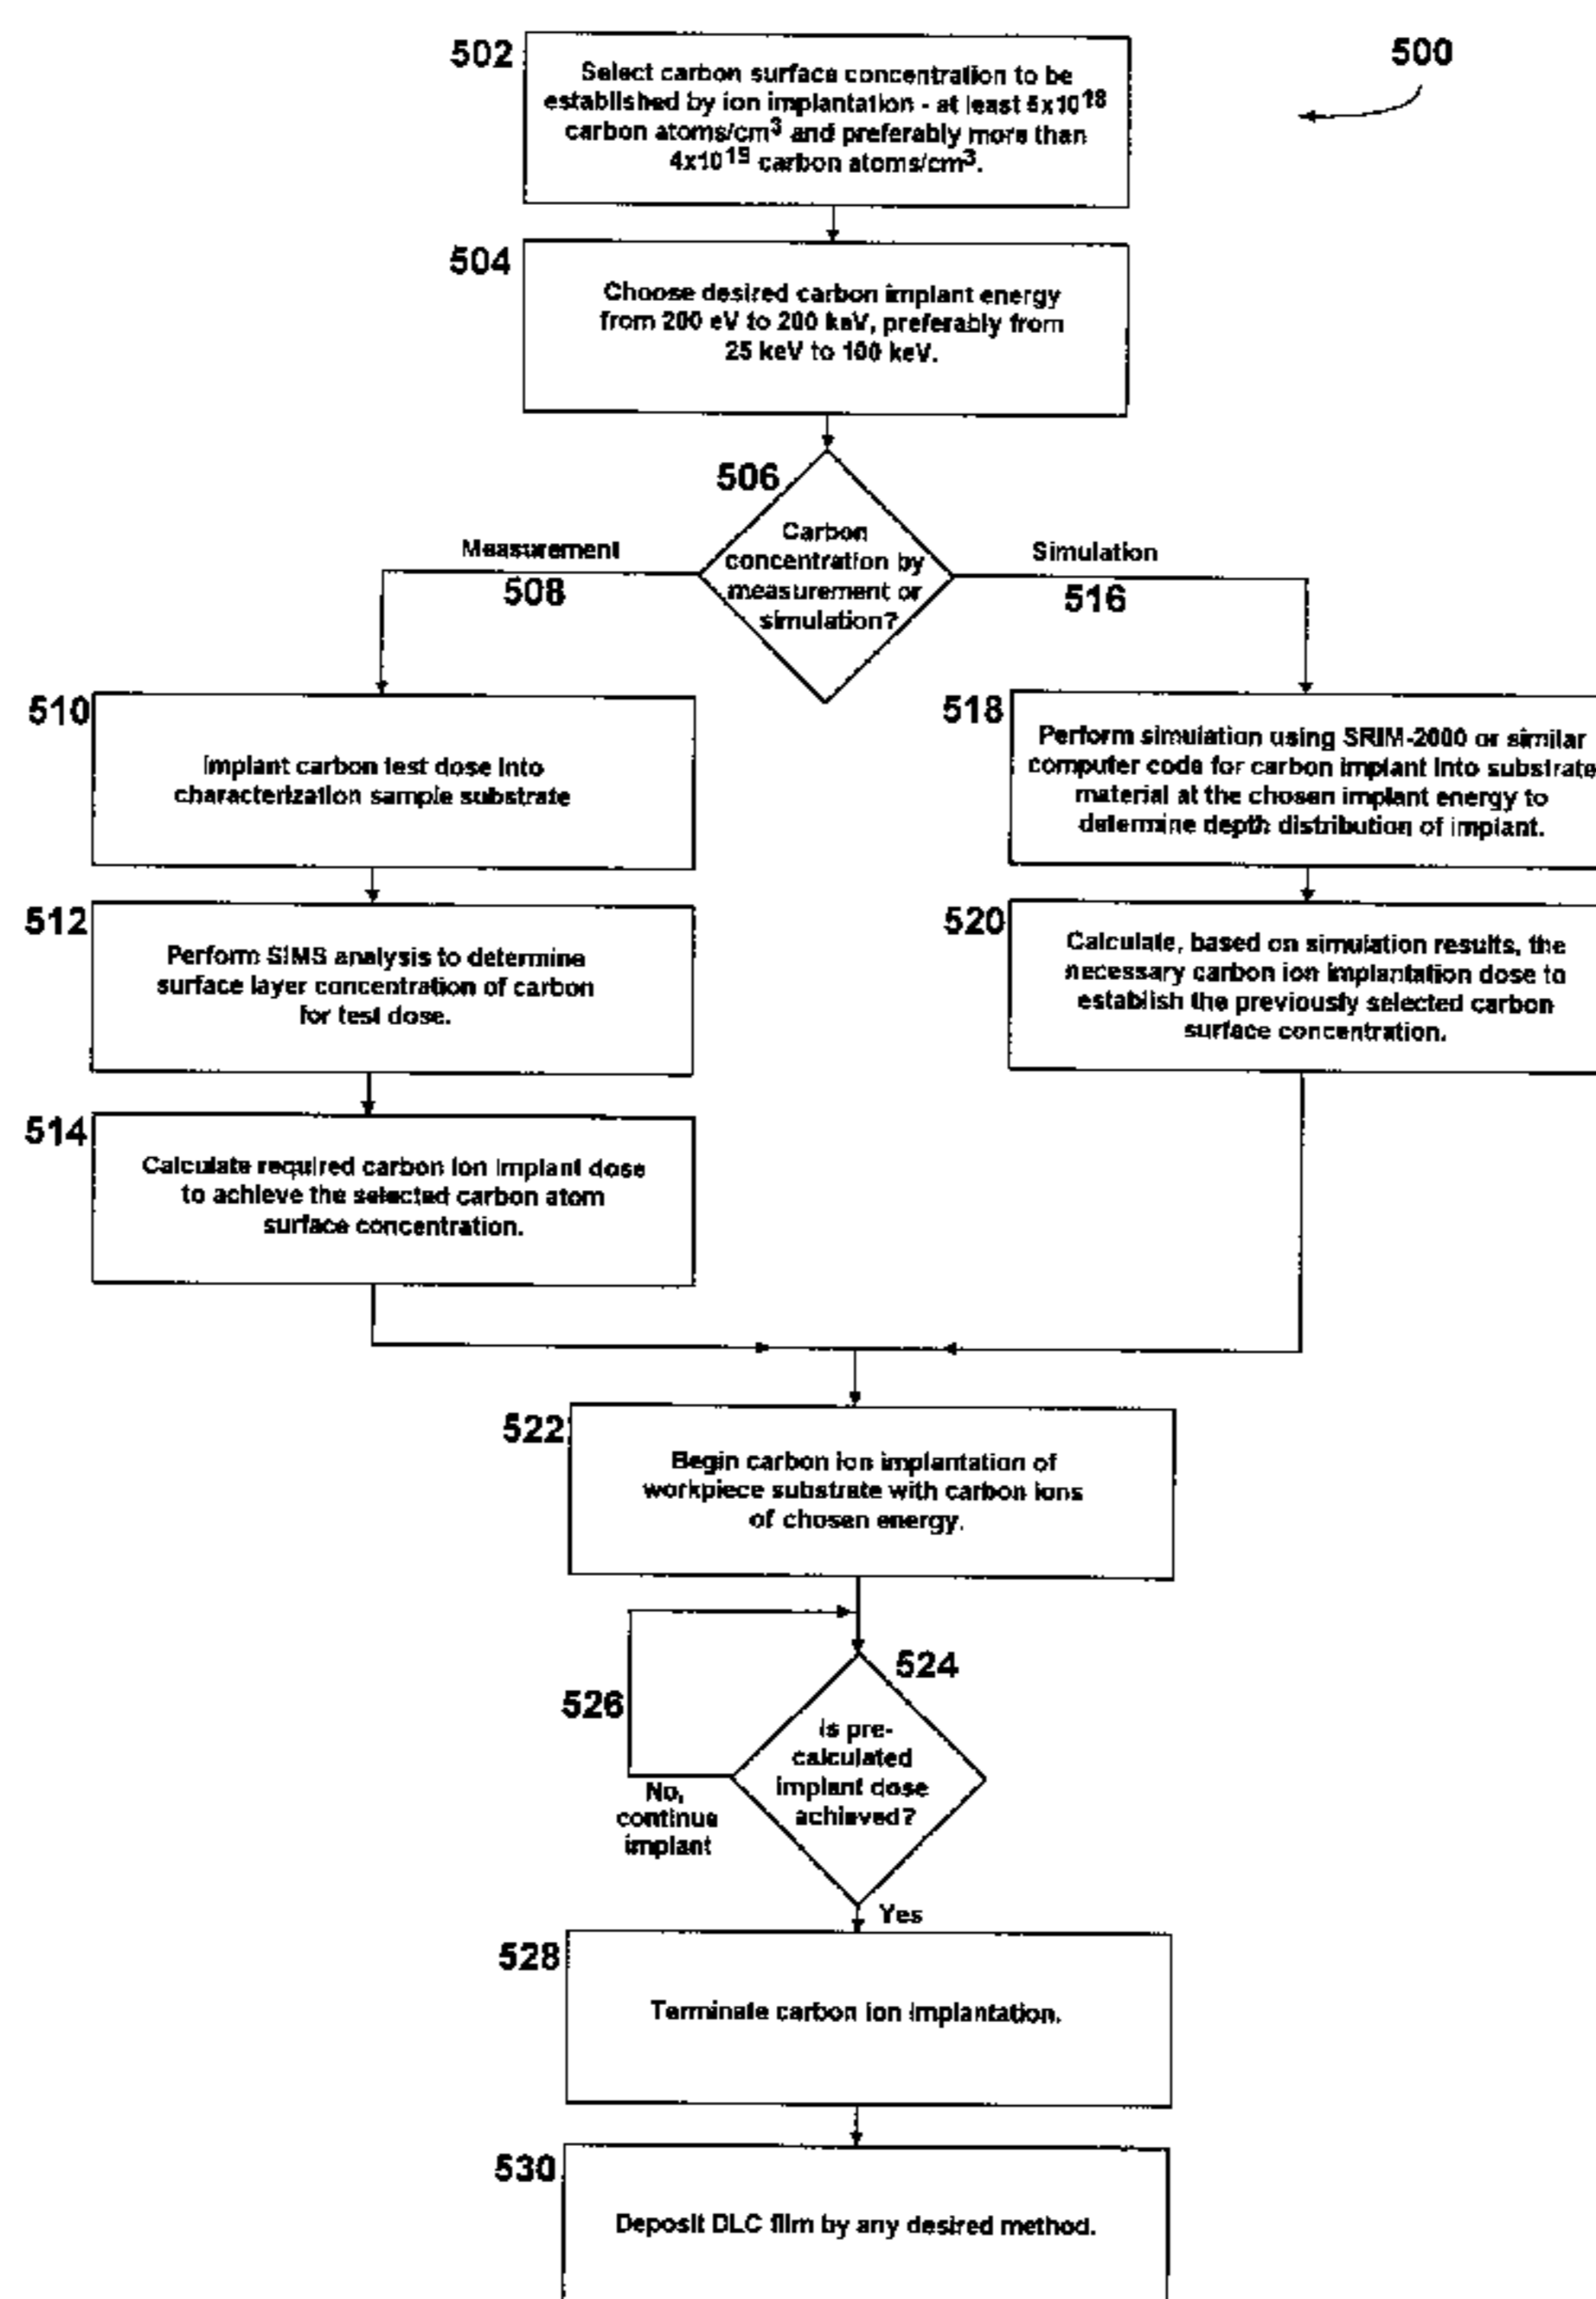 500
502
Select carbon surface concentration to be
established by ion implantation - at least 5x10¹⁸
carbon atoms/cm³ and preferably more than
4x10¹⁹ carbon atoms/cm³.
504
Choose desired carbon implant energy
from 200 eV to 200 keV, preferably from
25 keV to 100 keV.
506
Carbon
concentration by
measurement or
simulation?
Measurement
508
Simulation
516
510
Implant carbon test dose into
characterization sample substrate
512
Perform SIMS analysis to determine
surface layer concentration of carbon
for test dose.
514
Calculate required carbon ion implant dose
to achieve the selected carbon atom
surface concentration.
518
Perform simulation using SRIM-2000 or similar
computer code for carbon implant into substrate
material at the chosen implant energy to
determine depth distribution of implant.
520
Calculate, based on simulation results, the
necessary carbon ion implantation dose to
establish the previously selected carbon
surface concentration.
522
Begin carbon ion implantation of
workpiece substrate with carbon ions
of chosen energy.
524
Is pre-
calculated
implant dose
achieved?
526
No,
continue
implant
Yes
528
Terminate carbon ion implantation.
530
Deposit DLC film by any desired method.